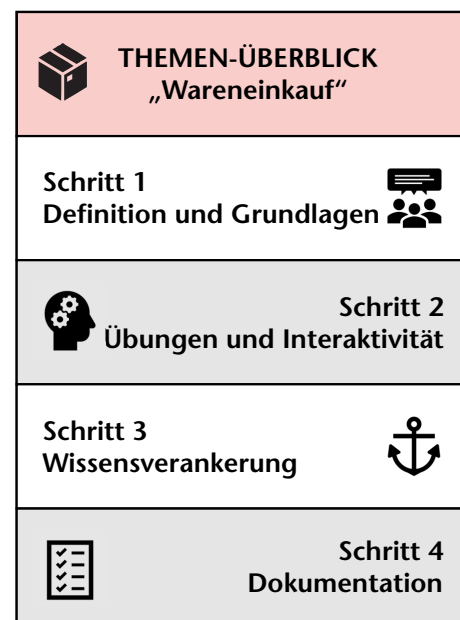 THEMEN-ÜBERBLICK
„Wareneinkauf“
Schritt 1
Definition und Grundlagen
Schritt 2
Übungen und Interaktivität
Schritt 3
Wissensverankerung
Schritt 4
Dokumentation